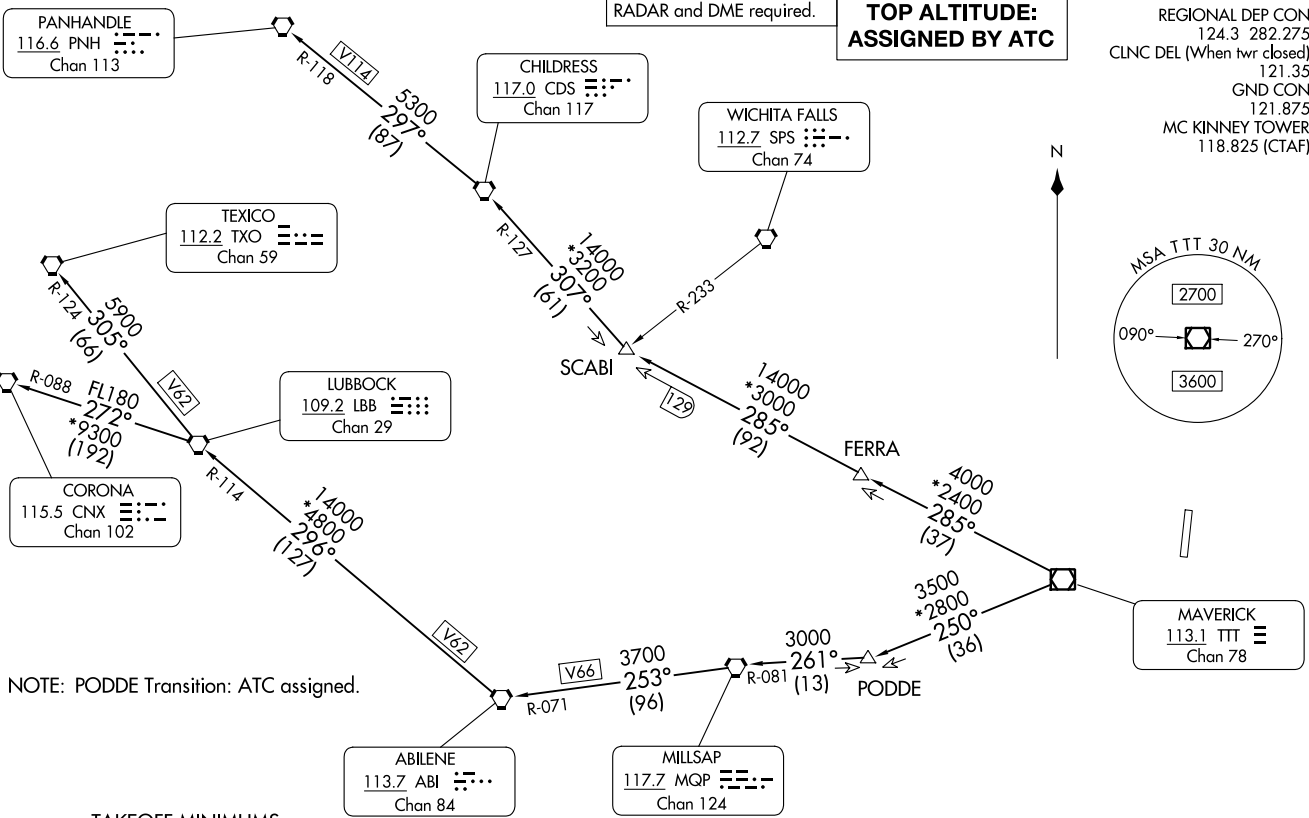 RADAR and DME required.
TOP ALTITUDE:
ASSIGNED BY ATC
REGIONAL DEP CON
124.3 282.275
CLNC DEL (When twr closed)
121.35
GND CON
121.875
MC KINNEY TOWER
118.825 (CTAF)
PANHANDLE
116.6 PNH
Chan 113
R-118
V114
5300
297°
(87)
CHILDRESS
117.0 CDS
Chan 117
WICHITA FALLS
112.7 SPS
Chan 74
N
TEXICO
112.2 TXO
Chan 59
R-127
14000
*3200
307°
(61)
R-233
MSA TTT 30 NM
2700
090°
270°
3600
R-124
5900
305°
(66)
V62
SCABI
129
14000
*3000
285°
(92)
R-088
FL180
272°
*9300
(192)
LUBBOCK
109.2 LBB
Chan 29
FERRA
4000
*2400
285°
(37)
CORONA
115.5 CNX
Chan 102
R-114
14000
*4800
296°
(127)
V62
3500
*2800
250°
(36)
MAVERICK
113.1 TTT
Chan 78
NOTE: PODDE Transition: ATC assigned.
R-071
V66
3700
253°
(96)
R-081
3000
261°
(13)
PODDE
ABILENE
113.7 ABI
Chan 84
MILLSAP
117.7 MQP
Chan 124
TAKEOFF MINIMUMS